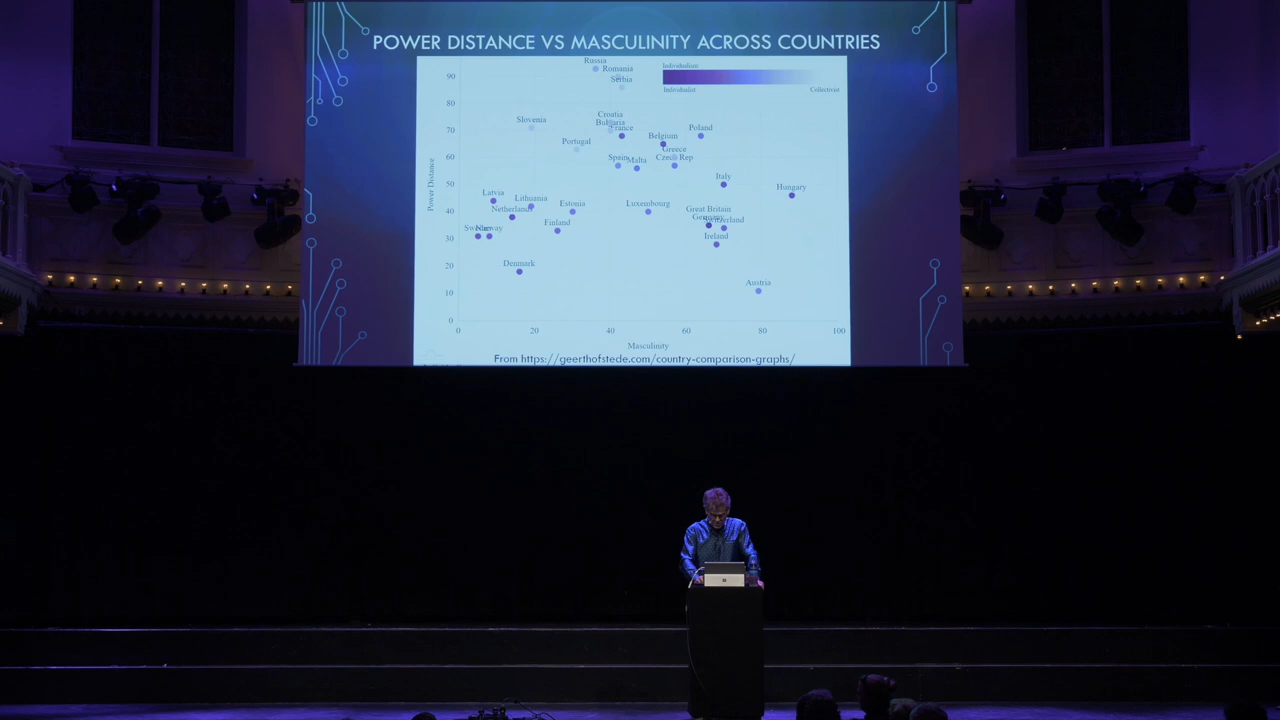 POWER DISTANCE VS MASCULINITY ACROSS COUNTRIES
Russia
Romania
Serbia
Individualism
Individualist
Collectivist
90
80
Slovenia
Croatia
Bulgaria
France
Belgium
Poland
70
Portugal
Greece
Czech Rep
Spain
Malta
60
Italy
Hungary
50
Power Distance
Latvia
Lithuania
Netherlands
Estonia
Luxembourg
40
Great Britain
Germany
Switzerland
Finland
Sweden
Norway
Ireland
30
Denmark
20
Austria
10
0
0 20 40 60 80 100
Masculinity
From https://geerthofstede.com/country-comparison-graphs/